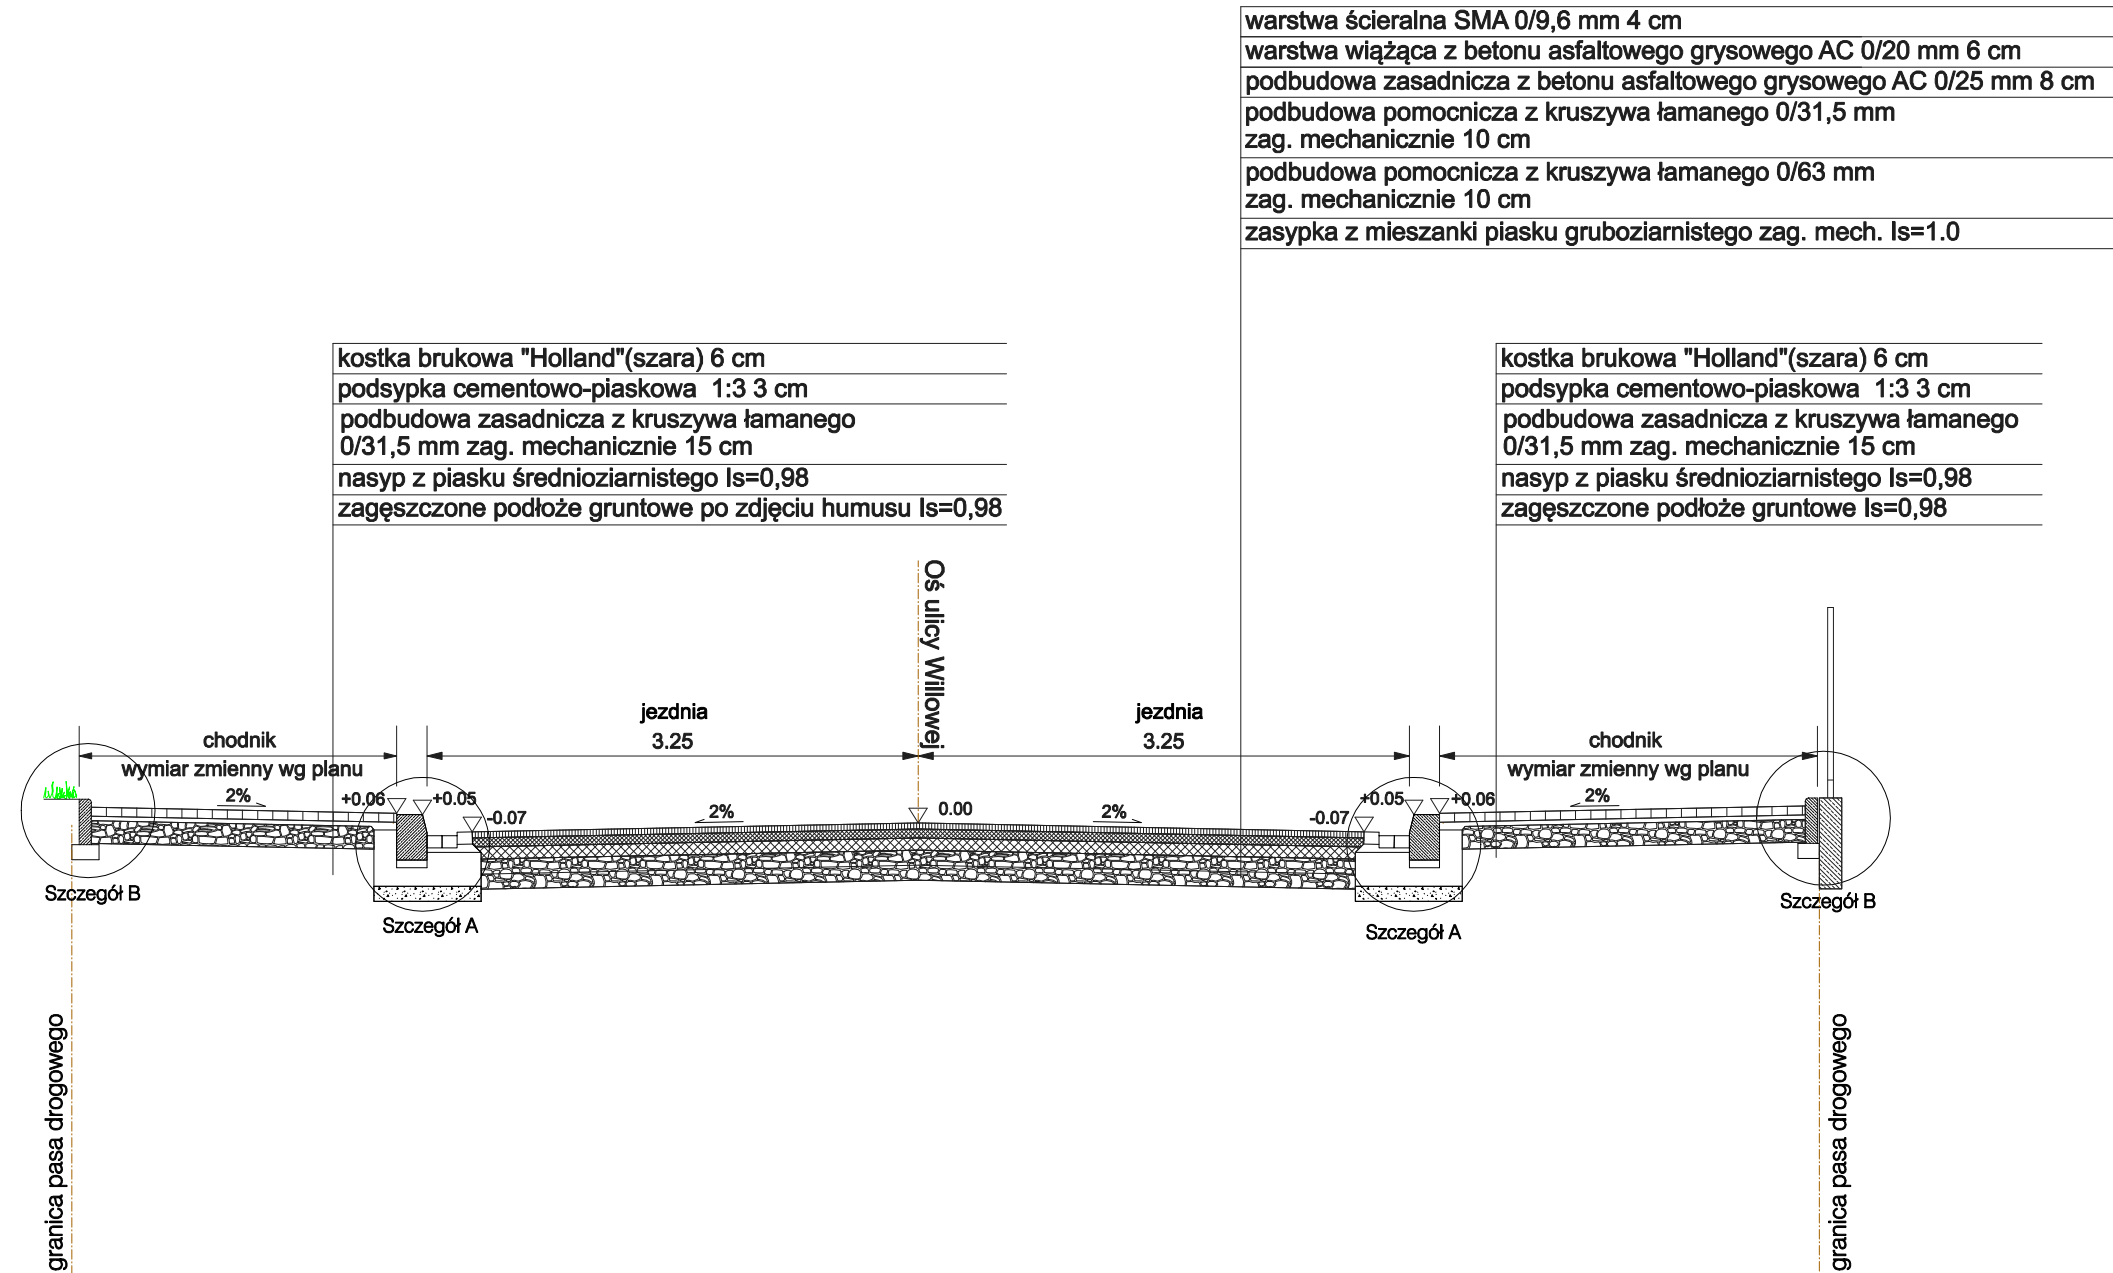 warstwa ścieralna SMA 0/9,6 mm 4 cm
warstwa wiążąca z betonu asfaltowego grysowego AC 0/20 mm 6 cm
podbudowa zasadnicza z betonu asfaltowego grysowego AC 0/25 mm 8 cm
podbudowa pomocnicza z kruszywa łamanego 0/31,5 mm
zag. mechanicznie 10 cm
podbudowa pomocnicza z kruszywa łamanego 0/63 mm
zag. mechanicznie 10 cm
zasypka z mieszanki piasku gruboziarnistego zag. mech. Is=1.0
kostka brukowa "Holland"(szara) 6 cm
podsypka cementowo-piaskowa 1:3 3 cm
podbudowa zasadnicza z kruszywa łamanego
0/31,5 mm zag. mechanicznie 15 cm
nasyp z piasku średnioziarnistego Is=0,98
zagęszczone podłoże gruntowe po zdjęciu humusu Is=0,98
kostka brukowa "Holland"(szara) 6 cm
podsypka cementowo-piaskowa 1:3 3 cm
podbudowa zasadnicza z kruszywa łamanego
0/31,5 mm zag. mechanicznie 15 cm
nasyp z piasku średnioziarnistego Is=0,98
zagęszczone podłoże gruntowe Is=0,98
Oś ulicy Willowej
chodnik
wymiar zmienny wg planu
jezdnia
3.25
jezdnia
3.25
chodnik
wymiar zmienny wg planu
2%
+0.06
+0.05
-0.07
2%
0.00
2%
-0.07
+0.05
+0.06
2%
Szczegół B
Szczegół A
Szczegół A
Szczegół B
granica pasa drogowego
granica pasa drogowego